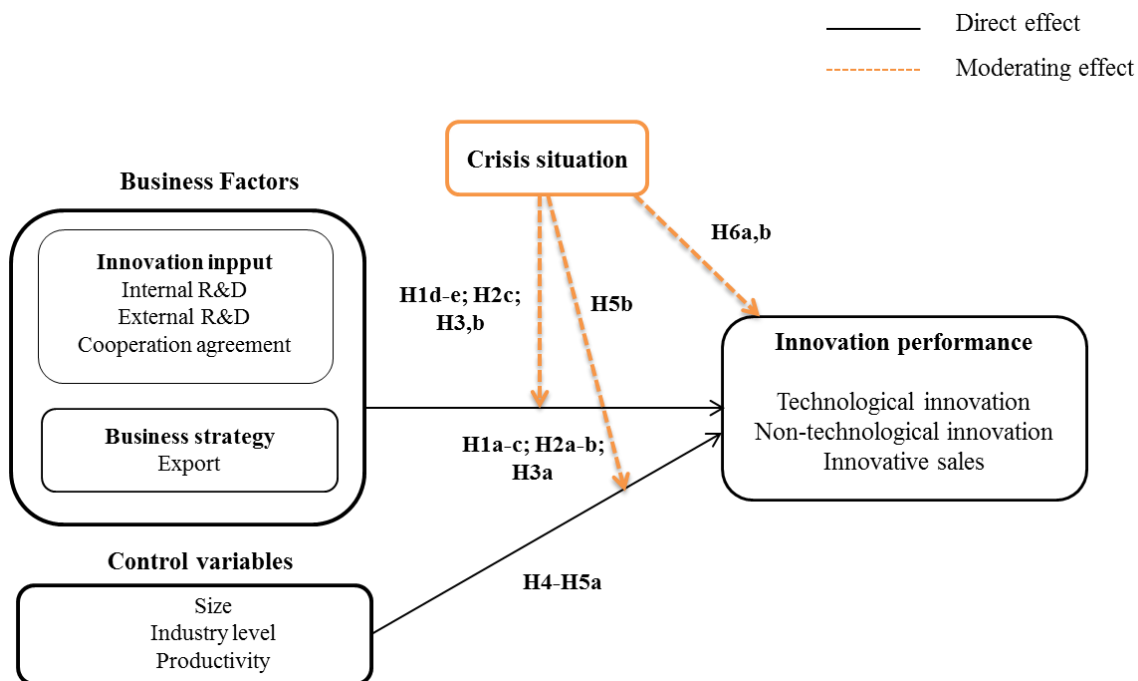 Direct effect
Moderating effect
Crisis situation
Business Factors
Innovation inpput
Internal R&D
External R&D
Cooperation agreement
Business strategy
Export
H1d-e; H2c;
H3,b
H5b
H6a,b
H1a-c; H2a-b;
H3a
Innovation performance
Technological innovation
Non-technological innovation
Innovative sales
Control variables
Size
Industry level
Productivity
H4-H5a